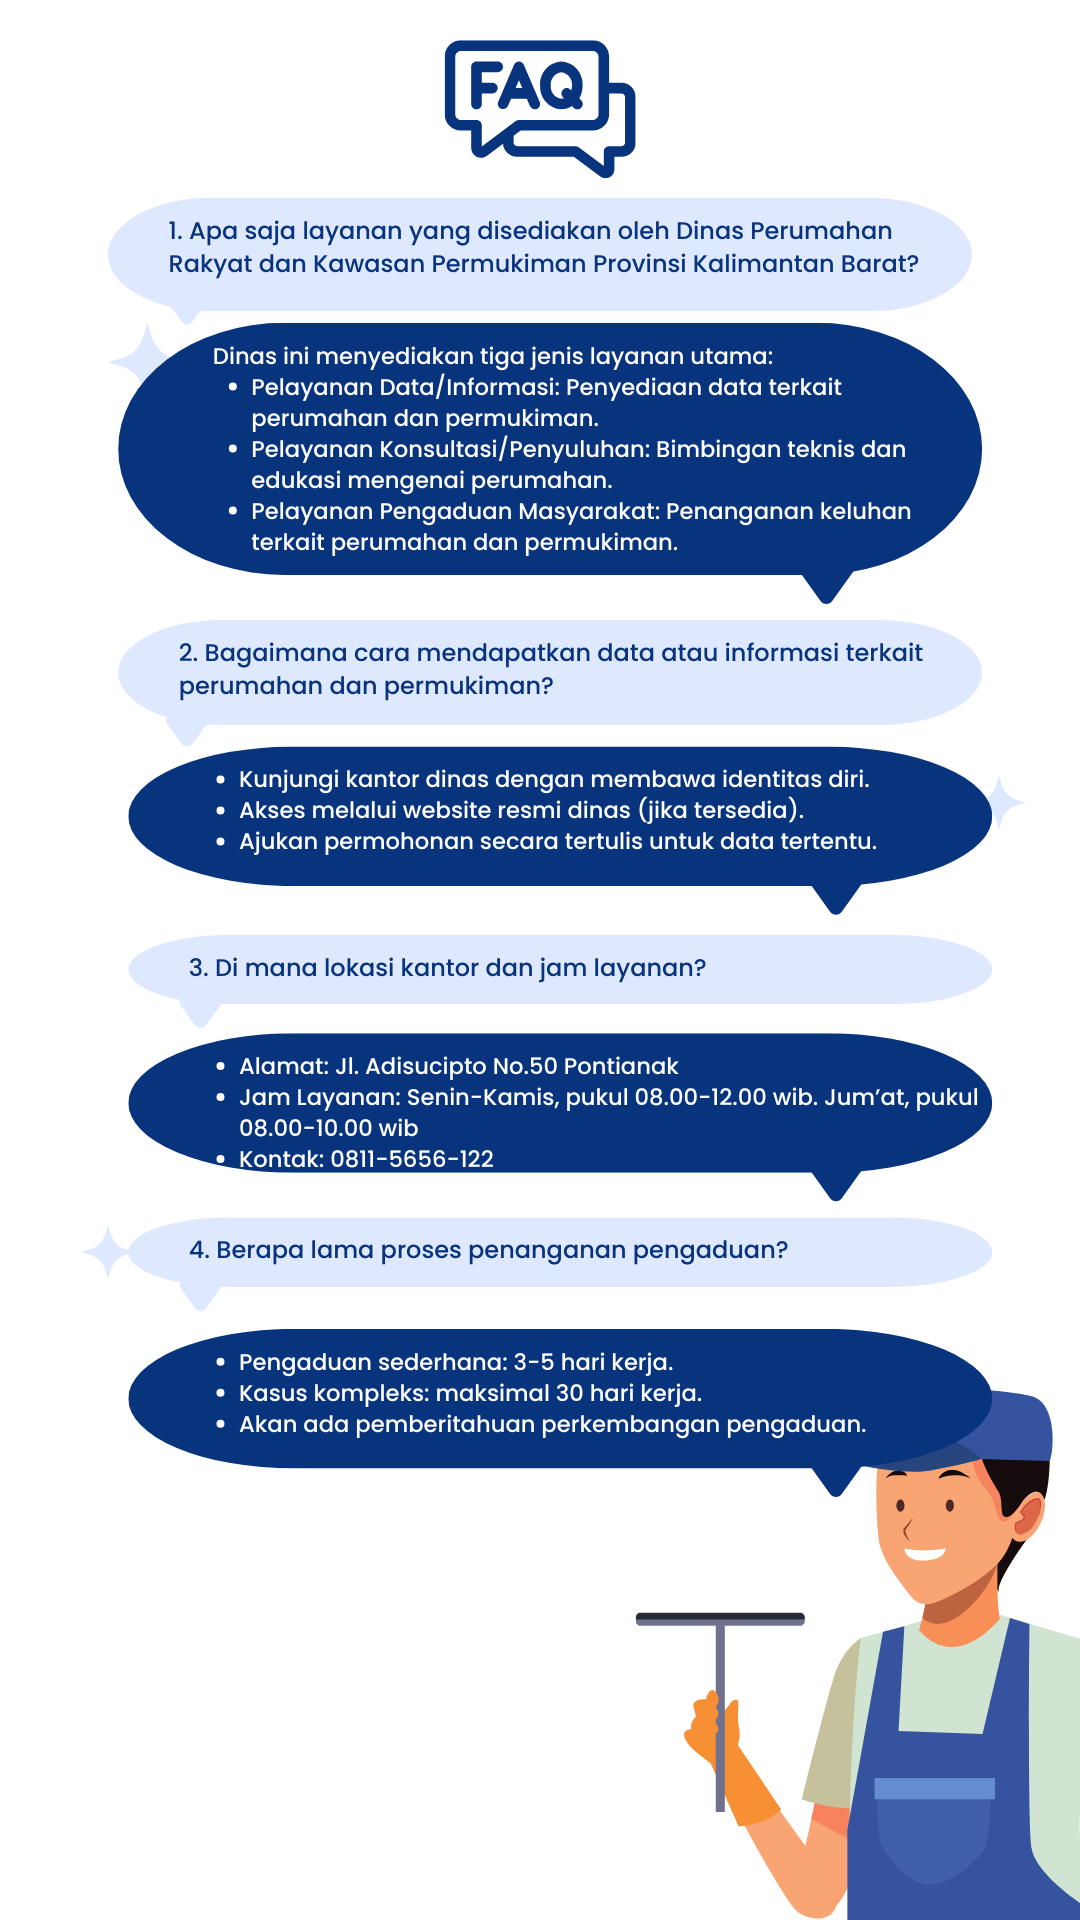 FAQ
1. Apa saja layanan yang disediakan oleh Dinas Perumahan
Rakyat dan Kawasan Permukiman Provinsi Kalimantan Barat?
Dinas ini menyediakan tiga jenis layanan utama:
• Pelayanan Data/Informasi: Penyediaan data terkait
perumahan dan permukiman.
• Pelayanan Konsultasi/Penyuluhan: Bimbingan teknis dan
edukasi mengenai perumahan.
• Pelayanan Pengaduan Masyarakat: Penanganan keluhan
terkait perumahan dan permukiman.
2. Bagaimana cara mendapatkan data atau informasi terkait
perumahan dan permukiman?
• Kunjungi kantor dinas dengan membawa identitas diri.
• Akses melalui website resmi dinas (jika tersedia).
• Ajukan permohonan secara tertulis untuk data tertentu.
3. Di mana lokasi kantor dan jam layanan?
• Alamat: Jl. Adisucipto No.50 Pontianak
• Jam Layanan: Senin-Kamis, pukul 08.00-12.00 wib. Jum’at, pukul
08.00-10.00 wib
• Kontak: 0811-5656-122
4. Berapa lama proses penanganan pengaduan?
• Pengaduan sederhana: 3-5 hari kerja.
• Kasus kompleks: maksimal 30 hari kerja.
• Akan ada pemberitahuan perkembangan pengaduan.